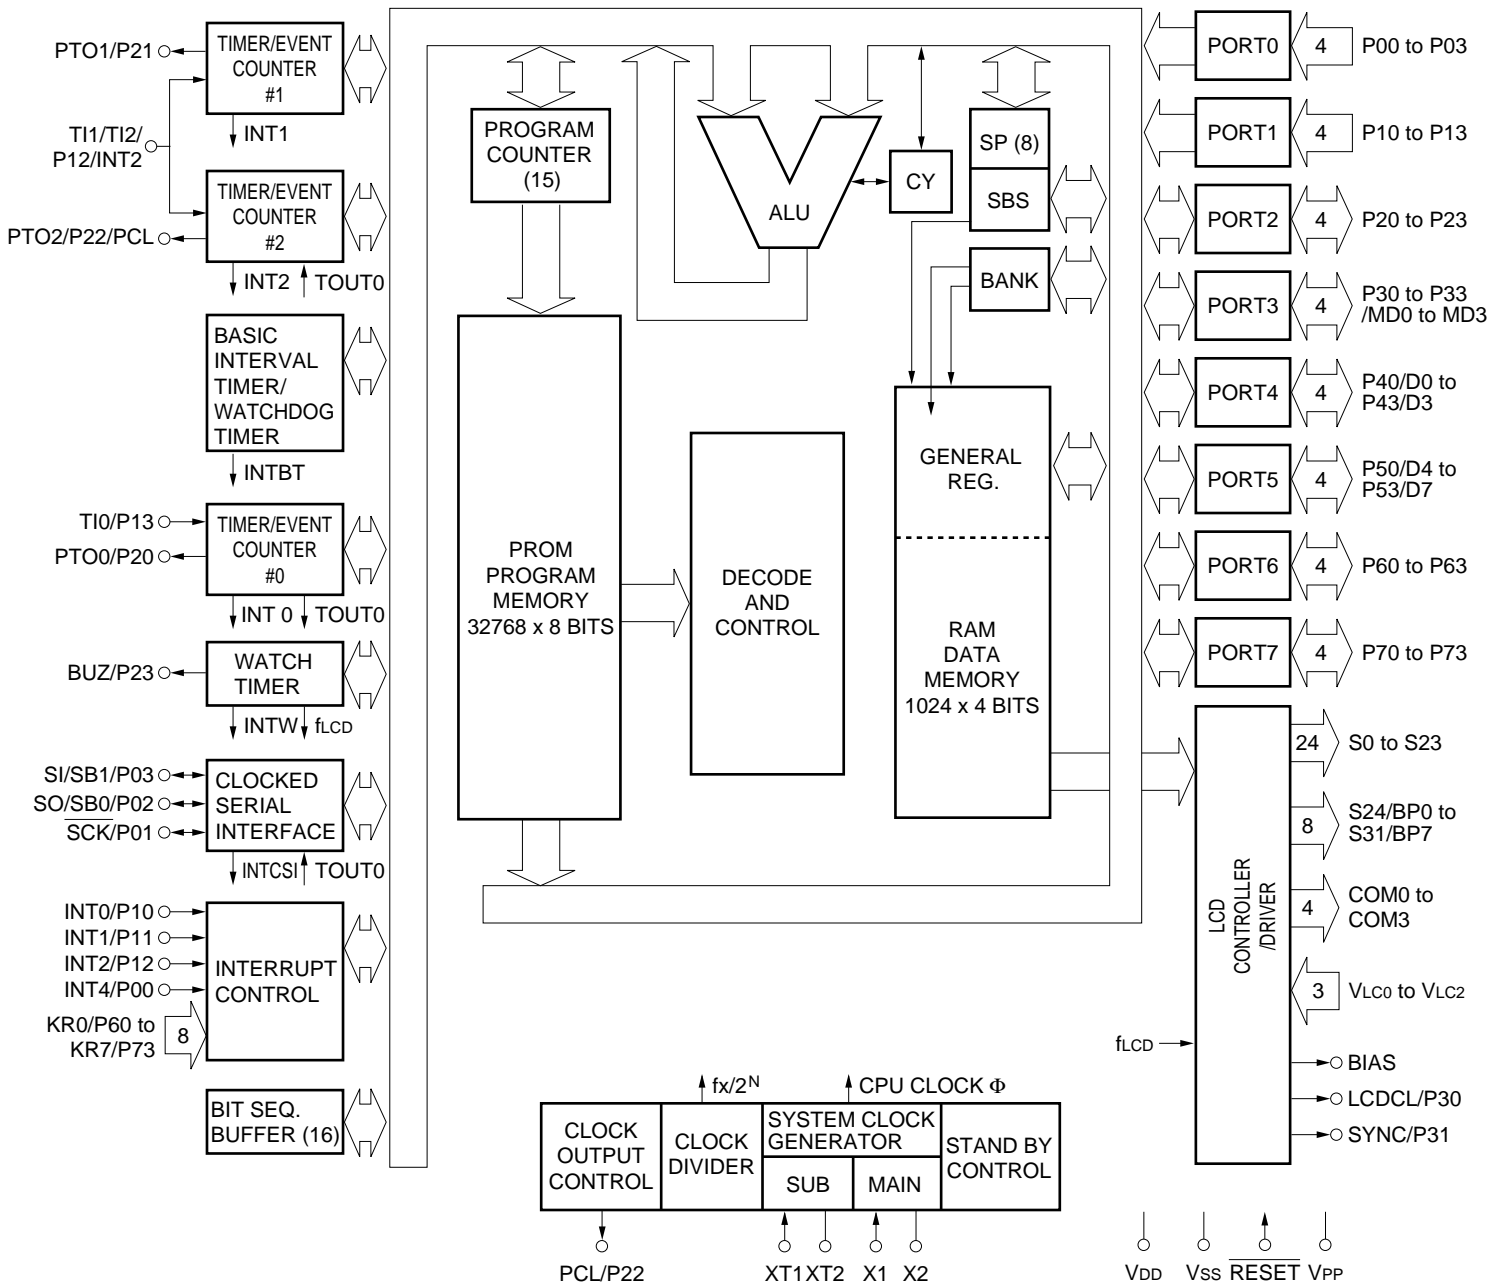 PTO1/P21
TIMER/EVENT
COUNTER
#1
INT1
TI1/TI2/
P12/INT2
TIMER/EVENT
COUNTER
#2
PTO2/P22/PCL
INT2
TOUT0
BASIC
INTERVAL
TIMER/
WATCHDOG
TIMER
INTBT
TI0/P13
PTO0/P20
TIMER/EVENT
COUNTER
#0
INT 0
TOUT0
BUZ/P23
WATCH
TIMER
INTW
fLCD
SI/SB1/P03
SO/SB0/P02
SCK/P01
CLOCKED
SERIAL
INTERFACE
INTCSI
TOUT0
INT0/P10
INT1/P11
INT2/P12
INT4/P00
KR0/P60 to
KR7/P73
8
INTERRUPT
CONTROL
BIT SEQ.
BUFFER (16)
PROGRAM
COUNTER
(15)
ALU
CY
SP (8)
SBS
BANK
PROM
PROGRAM
MEMORY
32768 x 8 BITS
DECODE
AND
CONTROL
GENERAL
REG.
RAM
DATA
MEMORY
1024 x 4 BITS
fx/2N
CPU CLOCK Φ
CLOCK
OUTPUT
CONTROL
CLOCK
DIVIDER
SYSTEM CLOCK
GENERATOR
SUB
MAIN
STAND BY
CONTROL
PCL/P22
XT1
XT2
X1
X2
PORT0
4
P00 to P03
PORT1
4
P10 to P13
PORT2
4
P20 to P23
PORT3
4
P30 to P33
/MD0 to MD3
PORT4
4
P40/D0 to
P43/D3
PORT5
4
P50/D4 to
P53/D7
PORT6
4
P60 to P63
PORT7
4
P70 to P73
LCD
CONTROLLER
/DRIVER
24
S0 to S23
8
S24/BP0 to
S31/BP7
4
COM0 to
COM3
3
VLC0 to VLC2
fLCD
BIAS
LCDCL/P30
SYNC/P31
VDD
VSS
RESET
VPP